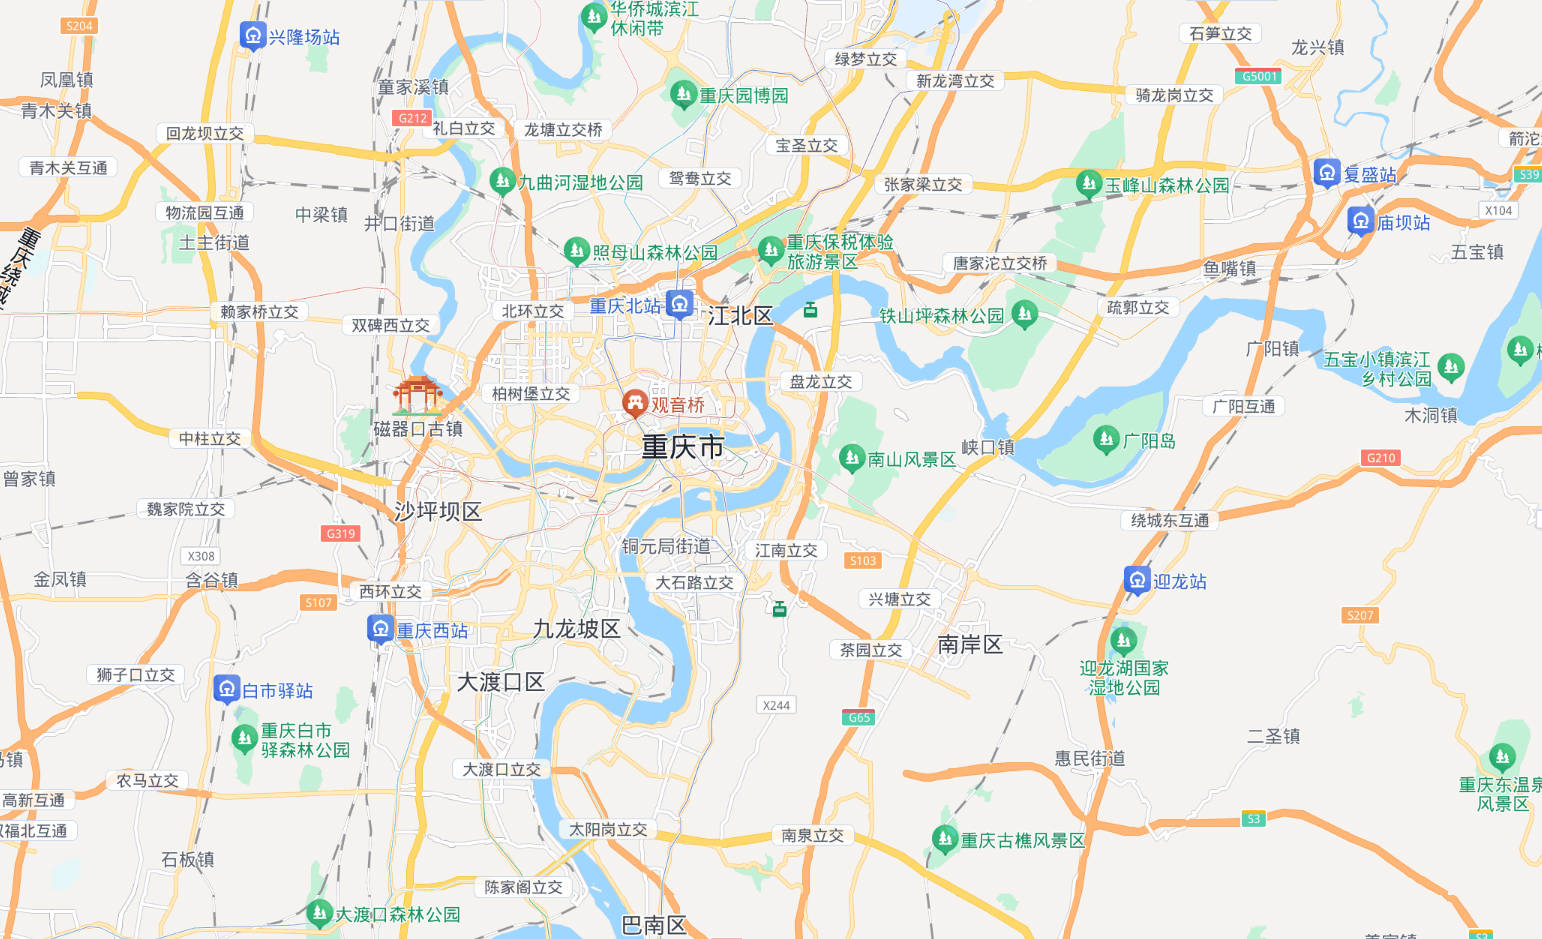 华侨城滨江
休闲带
S204
兴隆场站
石笋立交
龙兴镇
绿梦立交
凤凰镇
童家溪镇
重庆园博园
新龙湾立交
G5001
骑龙岗立交
青木关镇
G212
礼白立交
龙塘立交桥
回龙坝立交
宝圣立交
青木关互通
九曲河湿地公园
鸳鸯立交
张家梁立交
玉峰山森林公园
复盛站
S39
物流园互通
中梁镇
井口街道
X104
庙坝站
土主街道
照母山森林公园
重庆保税体验
旅游景区
五宝镇
重庆绕城
唐家沱立交桥
鱼嘴镇
赖家桥立交
双碑西立交
北环立交
重庆北站
江北区
铁山坪森林公园
疏郭立交
广阳镇
五宝小镇滨江
乡村公园
柏树堡立交
盘龙立交
观音桥
广阳互通
木洞镇
磁器口古镇
中柱立交
重庆市
南山风景区
峡口镇
广阳岛
G210
曾家镇
魏家院立交
沙坪坝区
绕城东互通
G319
X308
铜元局街道
江南立交
S103
金凤镇
含谷镇
西环立交
大石路立交
迎龙站
S107
兴塘立交
S207
重庆西站
九龙坡区
茶园立交
南岸区
狮子口立交
大渡口区
迎龙湖国家
湿地公园
白市驿站
X244
G65
重庆白市
驿森林公园
二圣镇
惠民街道
农马立交
大渡口立交
重庆东温泉
风景区
高新互通
S3
福北互通
太阳岗立交
南泉立交
重庆古樵风景区
石板镇
陈家阁立交
大渡口森林公园
巴南区